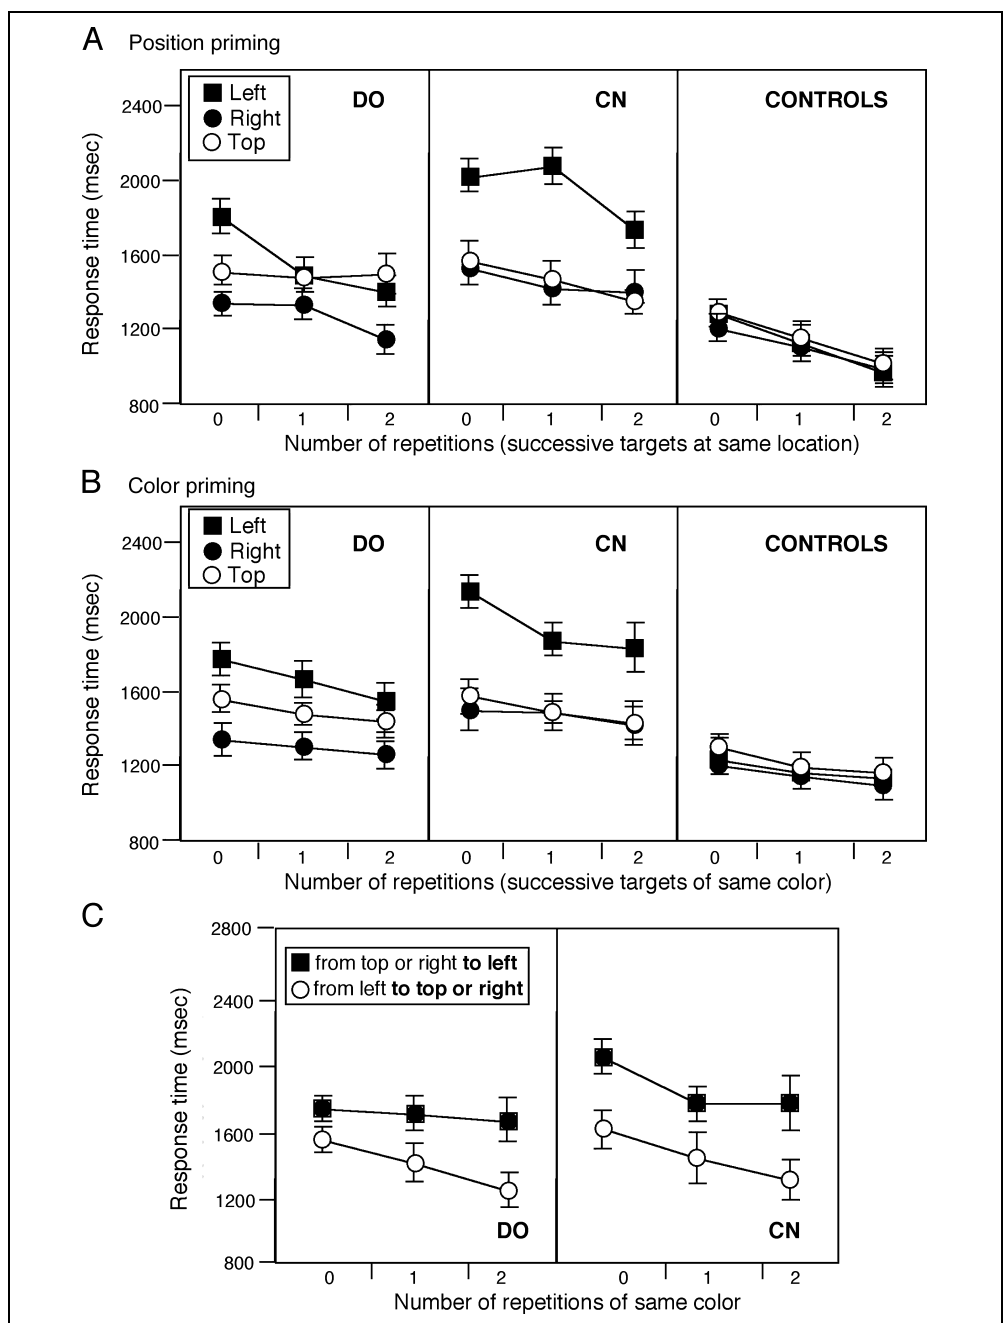 A Position priming
DO CN CONTROLS
Left
Right
Top
Response time (msec)
2400
2000
1600
1200
800
0 1 2 0 1 2 0 1 2
Number of repetitions (successive targets at same location)
B Color priming
DO CN CONTROLS
Left
Right
Top
Response time (msec)
2400
2000
1600
1200
800
0 1 2 0 1 2 0 1 2
Number of repetitions (successive targets of same color)
C
from top or right to left
from left to top or right
Response time (msec)
2800
2400
2000
1600
1200
800
DO CN
0 1 2 0 1 2
Number of repetitions of same color